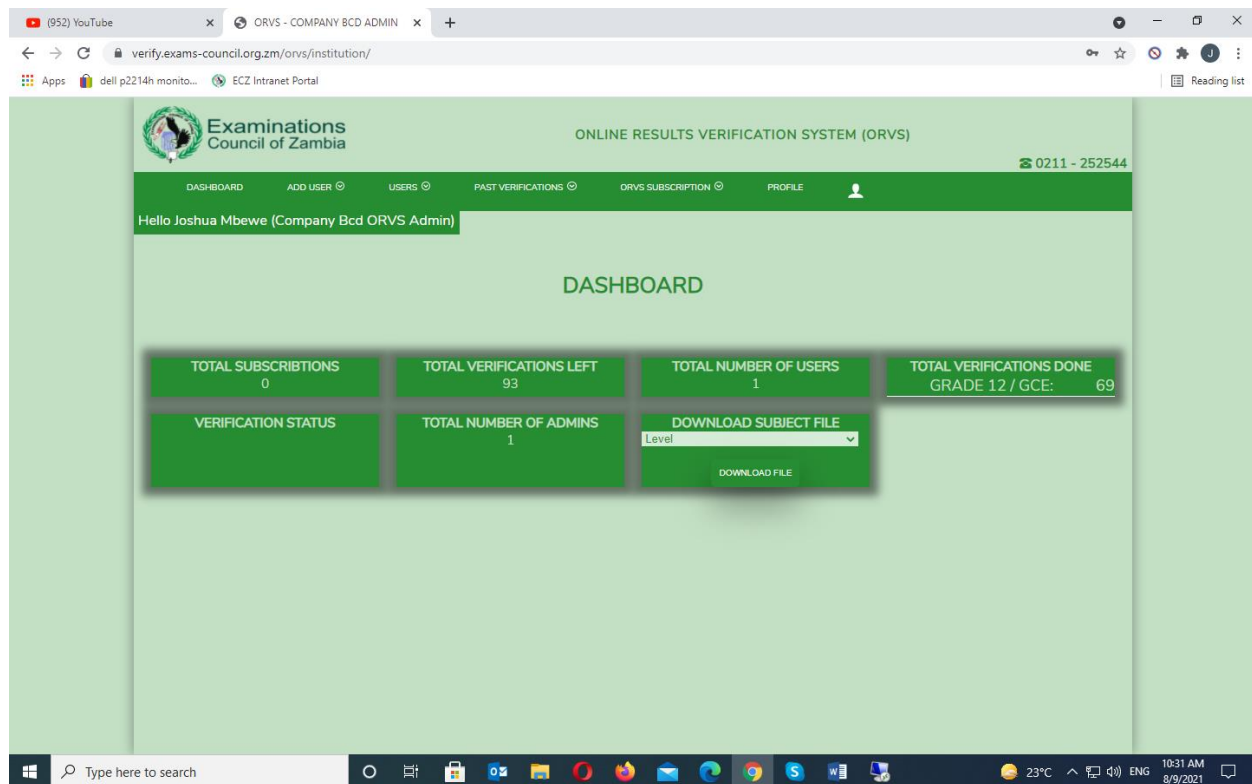 (952) YouTube
ORVS - COMPANY BCD ADMIN
verify.exams-council.org.zm/orvs/institution/
Apps dell p2214h monito... ECZ Intranet Portal Reading list
Examinations
Council of Zambia
ONLINE RESULTS VERIFICATION SYSTEM (ORVS)
0211 - 252544
DASHBOARD ADD USER USERS PAST VERIFICATIONS ORVS SUBSCRIPTION PROFILE
Hello Joshua Mbewe (Company Bcd ORVS Admin)
DASHBOARD
TOTAL SUBSCRIBTIONS
0
TOTAL VERIFICATIONS LEFT
93
TOTAL NUMBER OF USERS
1
TOTAL VERIFICATIONS DONE
GRADE 12 / GCE: 69
VERIFICATION STATUS
TOTAL NUMBER OF ADMINS
1
DOWNLOAD SUBJECT FILE
Level
DOWNLOAD FILE
Type here to search
23°C ENG
10:31 AM
8/9/2021